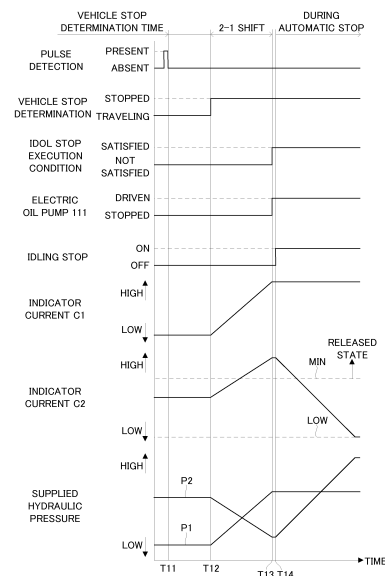 VEHICLE STOP
DETERMINATION TIME
2-1 SHIFT
DURING
AUTOMATIC STOP
PULSE
DETECTION
PRESENT
ABSENT
VEHICLE STOP
DETERMINATION
STOPPED
TRAVELING
IDOL STOP
EXECUTION
CONDITION
SATISFIED
NOT
SATISFIED
ELECTRIC
OIL PUMP 111
DRIVEN
STOPPED
IDLING STOP
ON
OFF
INDICATOR
CURRENT C1
HIGH
LOW
INDICATOR
CURRENT C2
HIGH
LOW
RELEASED
STATE
MIN
LOW
SUPPLIED
HYDRAULIC
PRESSURE
HIGH
LOW
P2
P1
TIME
T11
T12
T13 T14